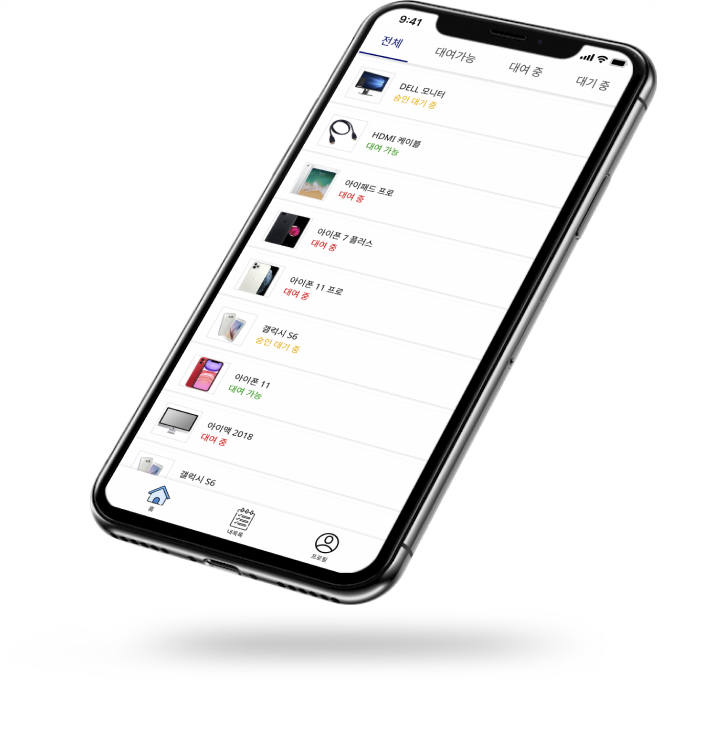 9:41
전체 대여가능 대여 중 대기 중
DELL 모니터
승인 대기 중
HDMI 케이블
대여 가능
아이패드 프로
대여 중
아이폰 7 플러스
대여 중
아이폰 11 프로
대여 중
갤럭시 S6
승인 대기 중
아이폰 11
대여 가능
아이맥 2018
대여 중
갤럭시 S6
홈 내목록 프로필